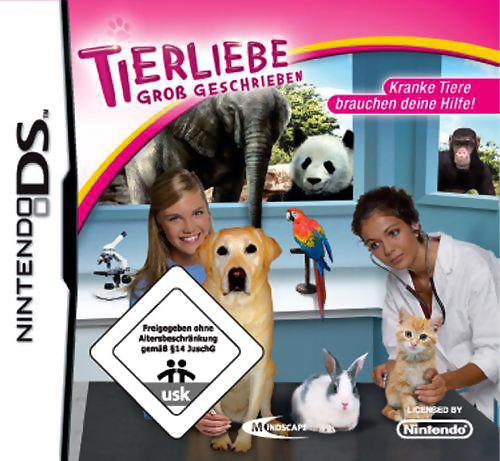 NINTENDO DS™
TIERLIEBE
GROß GESCHRIEBEN
Kranke Tiere
brauchen deine Hilfe!
Freigegeben ohne
Altersbeschränkung
gemäß §14 JuschG
usk
MINDSCAPE
LICENSED BY
Nintendo